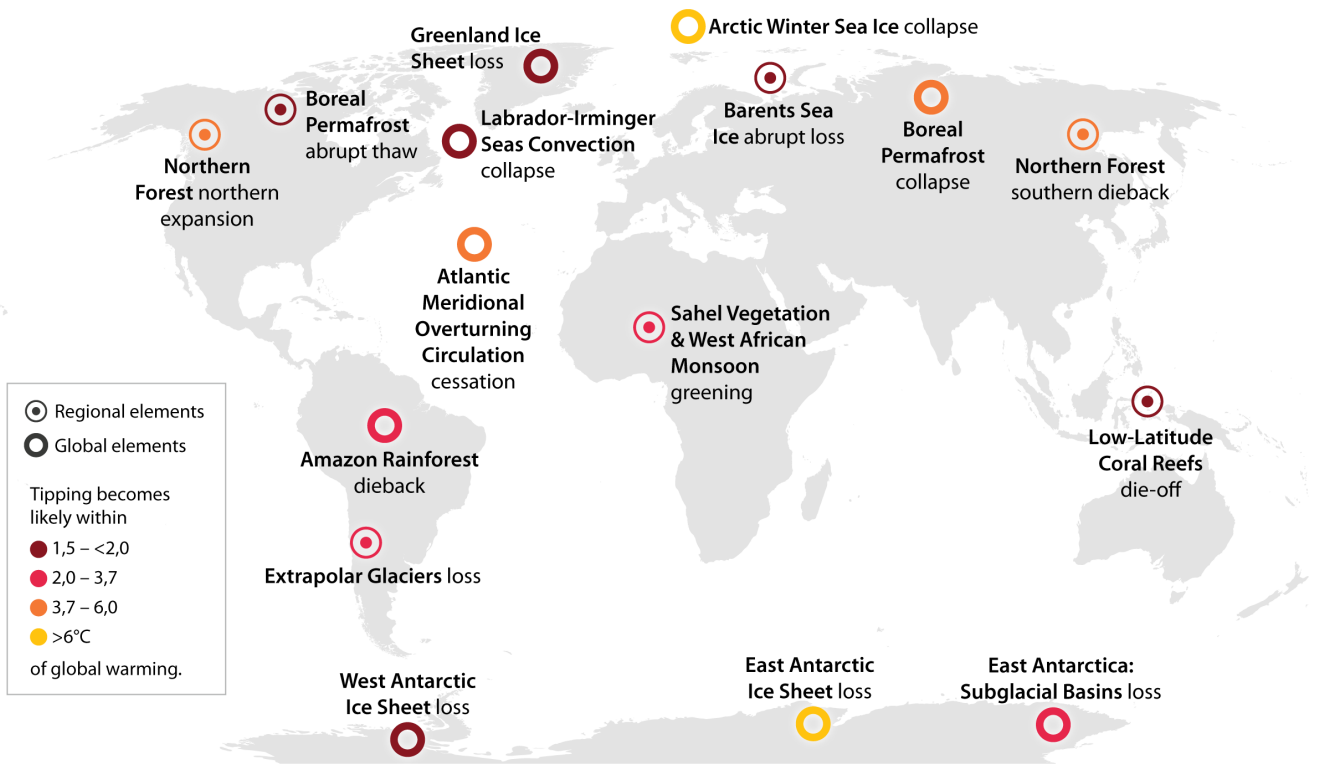 Arctic Winter Sea Ice collapse
Greenland Ice
Sheet loss
Boreal
Permafrost
abrupt thaw
Labrador-Irminger
Seas Convection
collapse
Barents Sea
Ice abrupt loss
Boreal
Permafrost
collapse
Northern Forest
southern dieback
Northern
Forest northern
expansion
Atlantic
Meridional
Overturning
Circulation
cessation
Sahel Vegetation
& West African
Monsoon
greening
Regional elements
Global elements
Tipping becomes
likely within
1,5 – <2,0
2,0 – 3,7
3,7 – 6,0
>6°C
of global warming.
Amazon Rainforest
dieback
Low-Latitude
Coral Reefs
die-off
Extrapolar Glaciers loss
West Antarctic
Ice Sheet loss
East Antarctic
Ice Sheet loss
East Antarctica:
Subglacial Basins loss